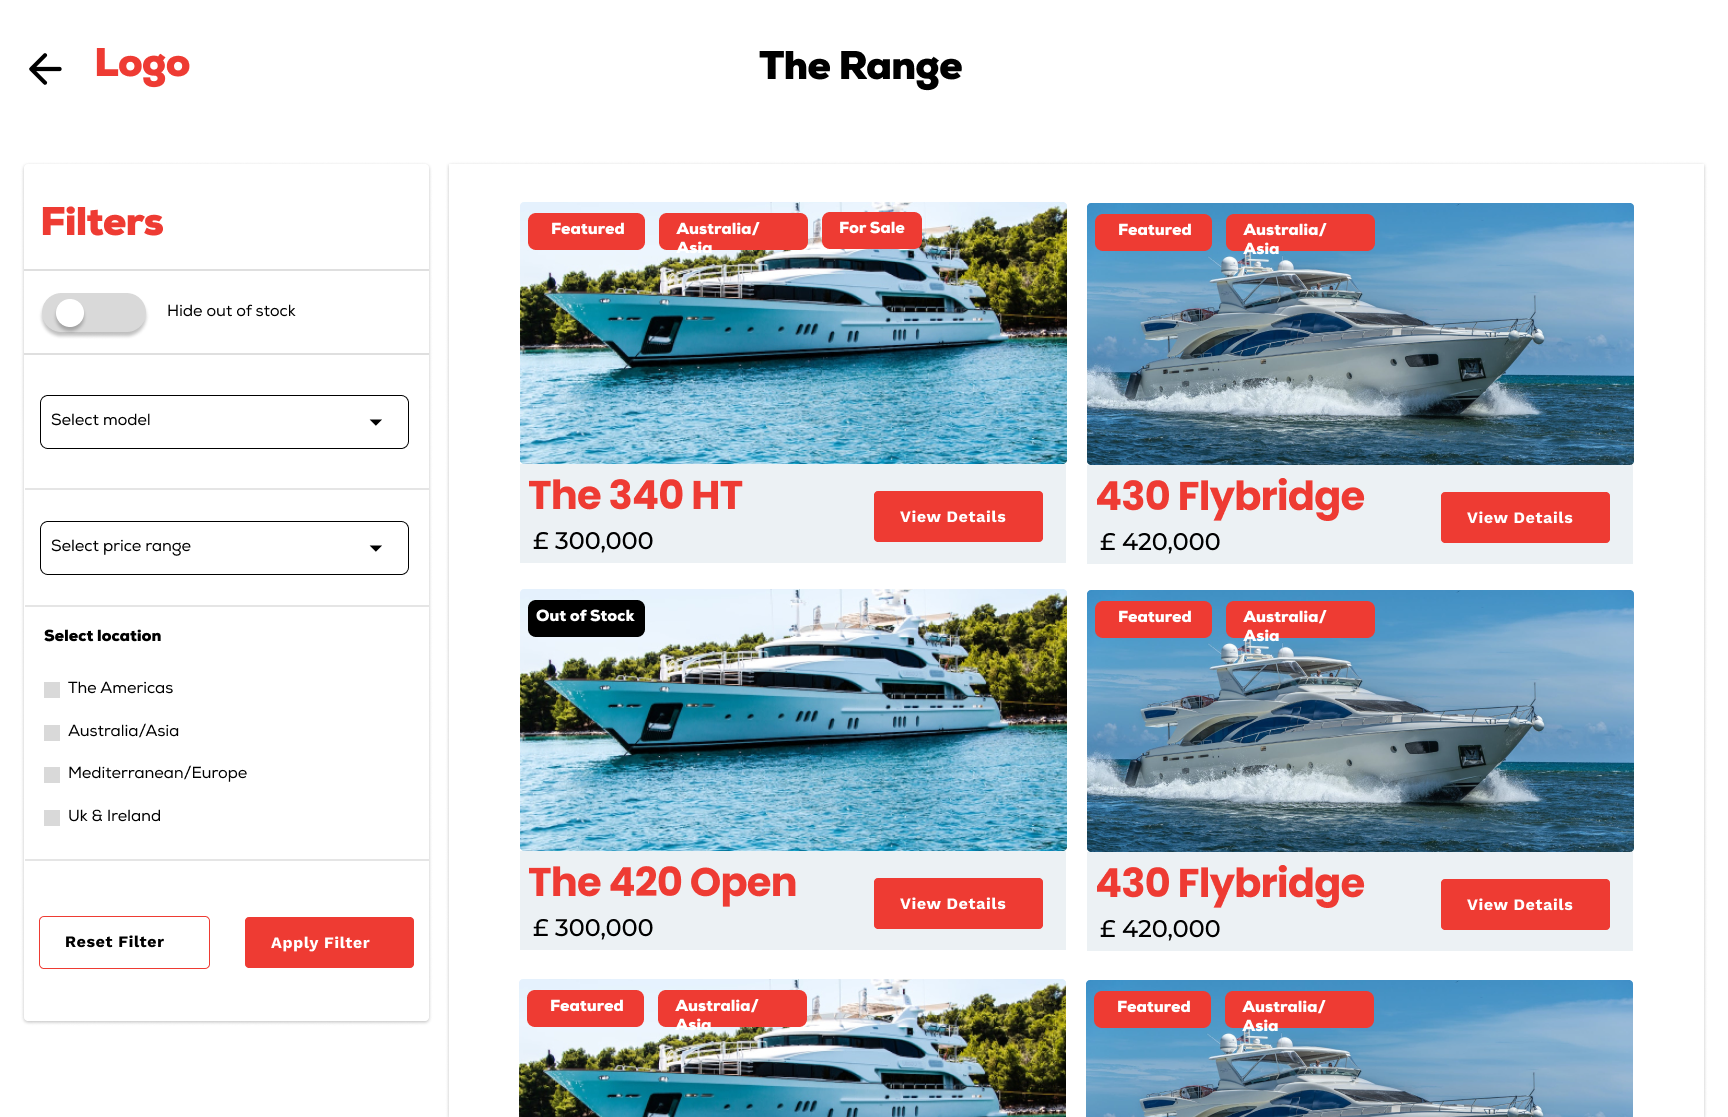 Logo
The Range
Filters
Hide out of stock
Select model
Select price range
Select location
The Americas
Australia/Asia
Mediterranean/Europe
Uk & Ireland
Reset Filter
Apply Filter
Featured
Australia/
Asia
For Sale
The 340 HT
£ 300,000
View Details
Featured
Australia/
Asia
430 Flybridge
£ 420,000
View Details
Out of Stock
The 420 Open
£ 300,000
View Details
Featured
Australia/
Asia
430 Flybridge
£ 420,000
View Details
Featured
Australia/
Asia
Featured
Australia/
Asia